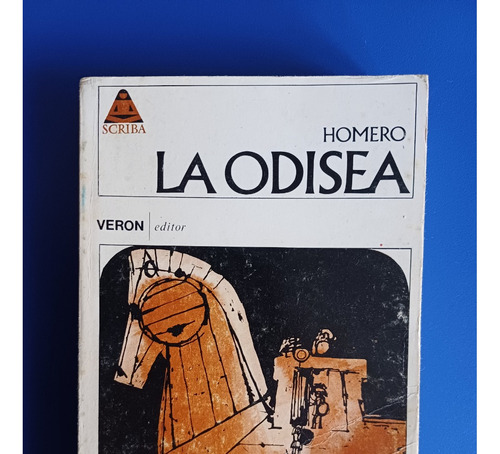 SCRIBA
HOMERO
LA ODISEA
VERON editor